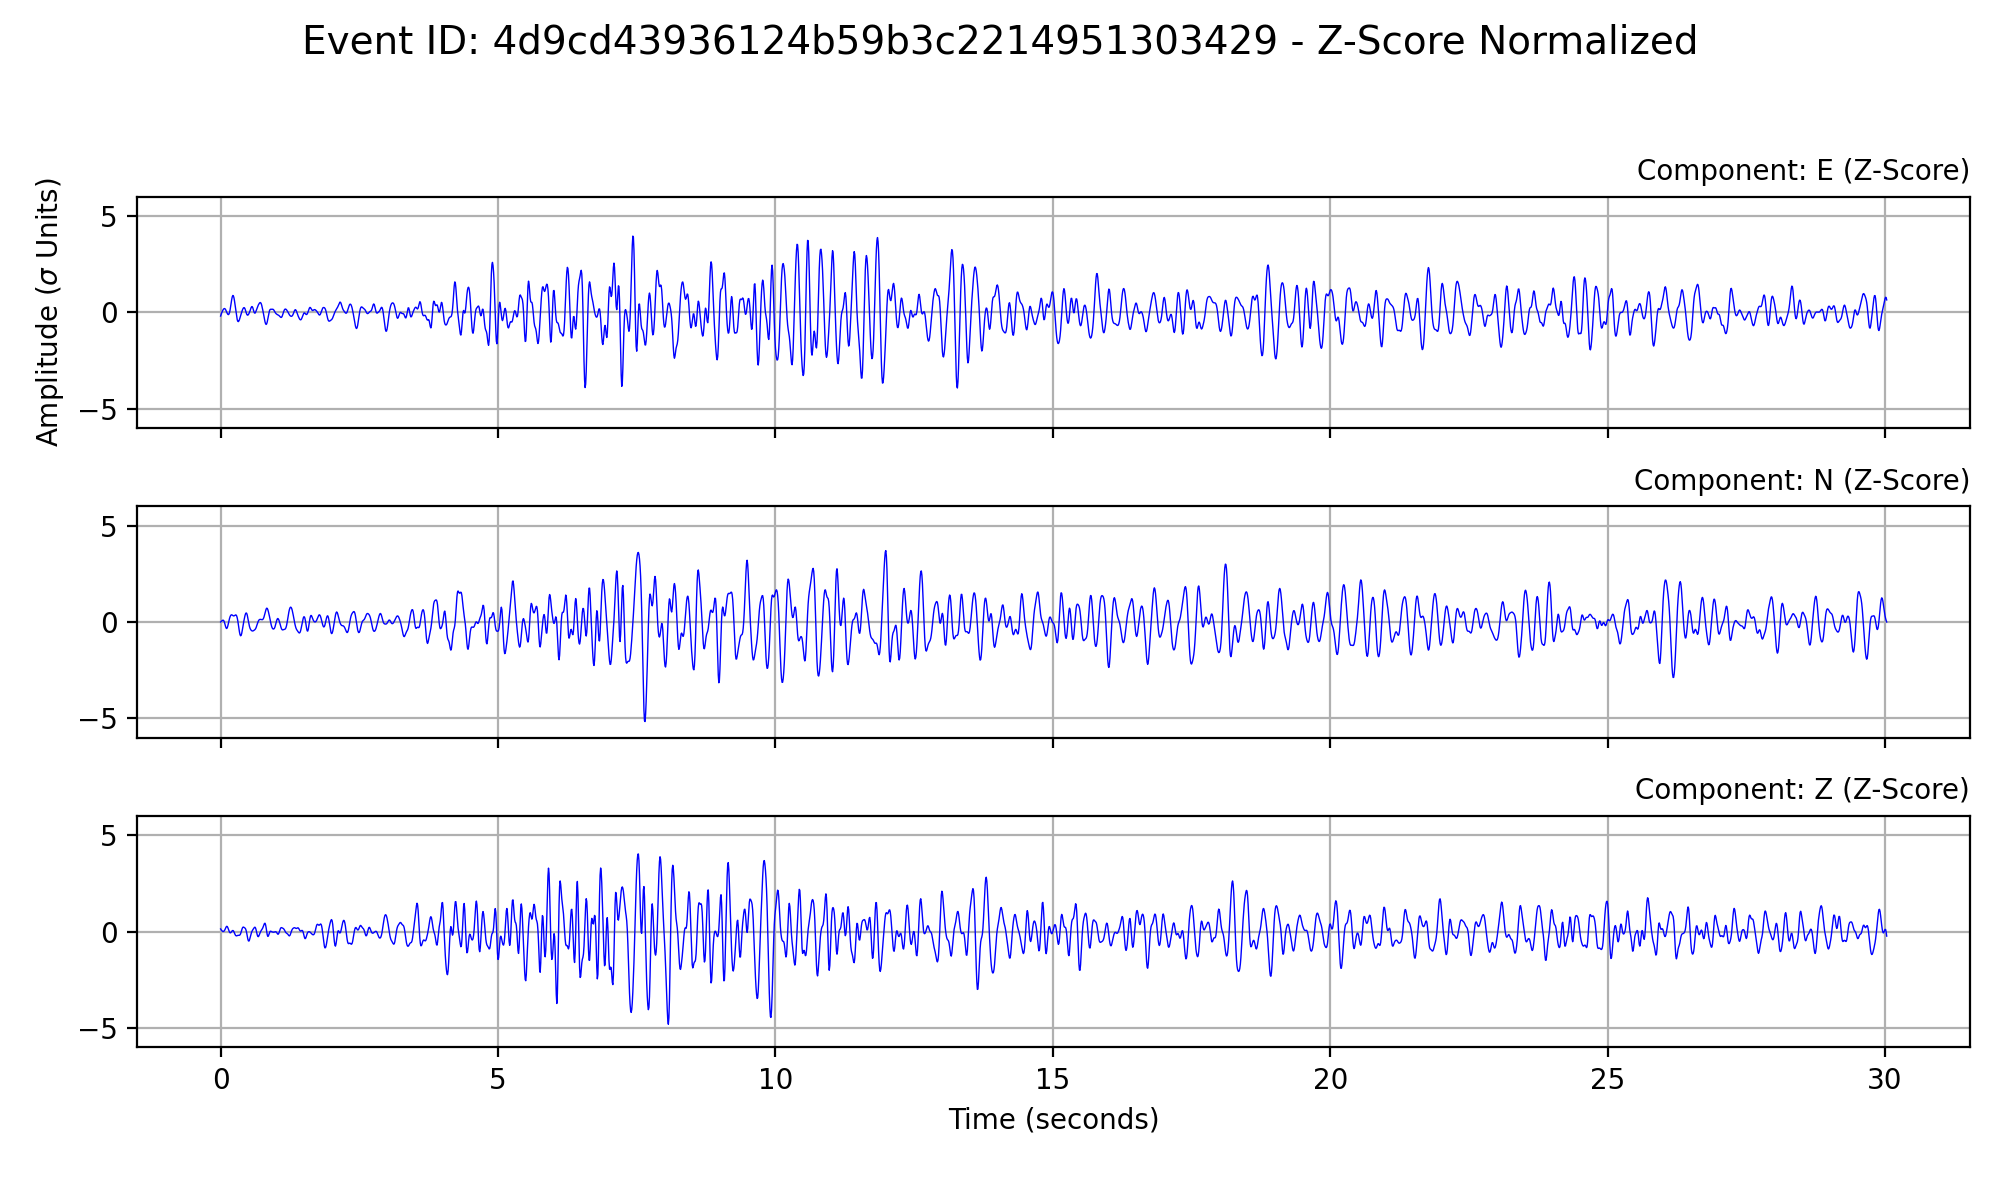 Event ID: 4d9cd43936124b59b3c2214951303429 - Z-Score Normalized
Component: E (Z-Score)
Amplitude (σ Units)
5
0
−5
Component: N (Z-Score)
5
0
−5
Component: Z (Z-Score)
5
0
−5
0 5 10 15 20 25 30
Time (seconds)